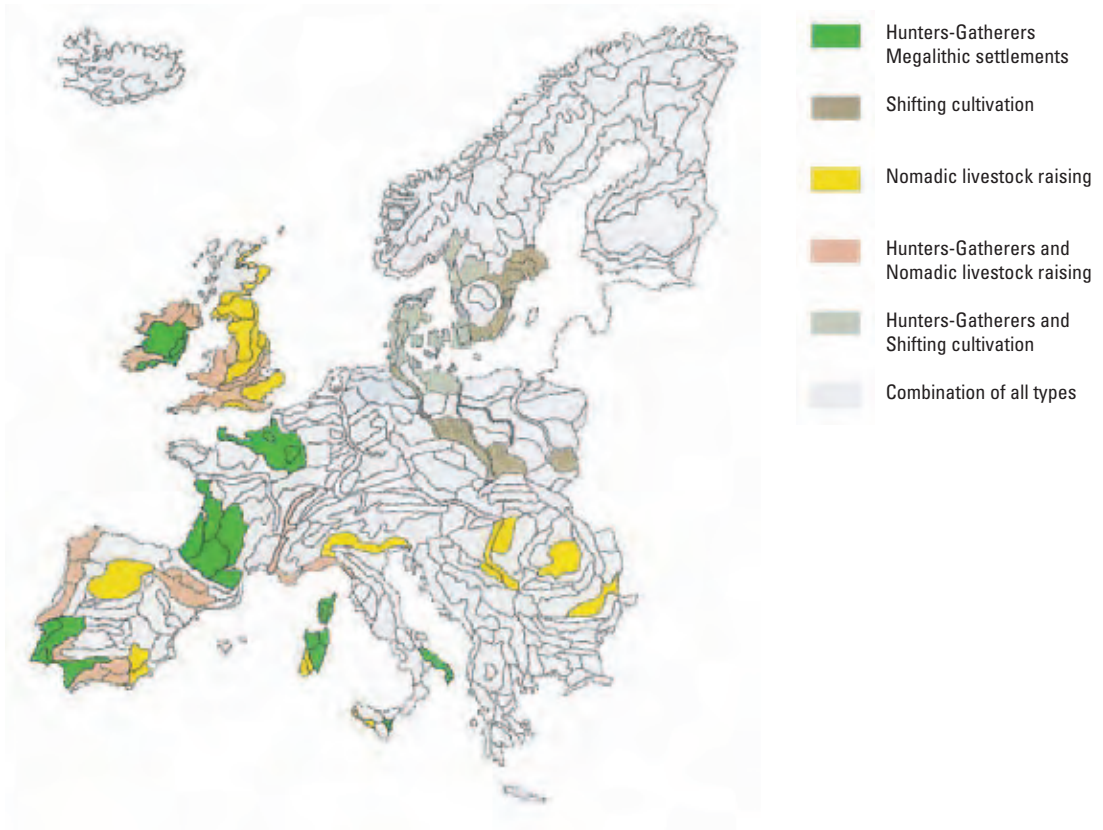 Hunters-Gatherers
Megalithic settlements
Shifting cultivation
Nomadic livestock raising
Hunters-Gatherers and
Nomadic livestock raising
Hunters-Gatherers and
Shifting cultivation
Combination of all types